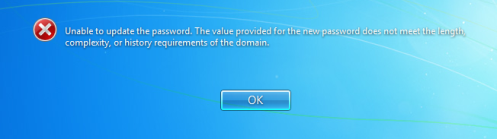 Unable to update the password. The value provided for the new password does not meet the length,
complexity, or history requirements of the domain.
OK